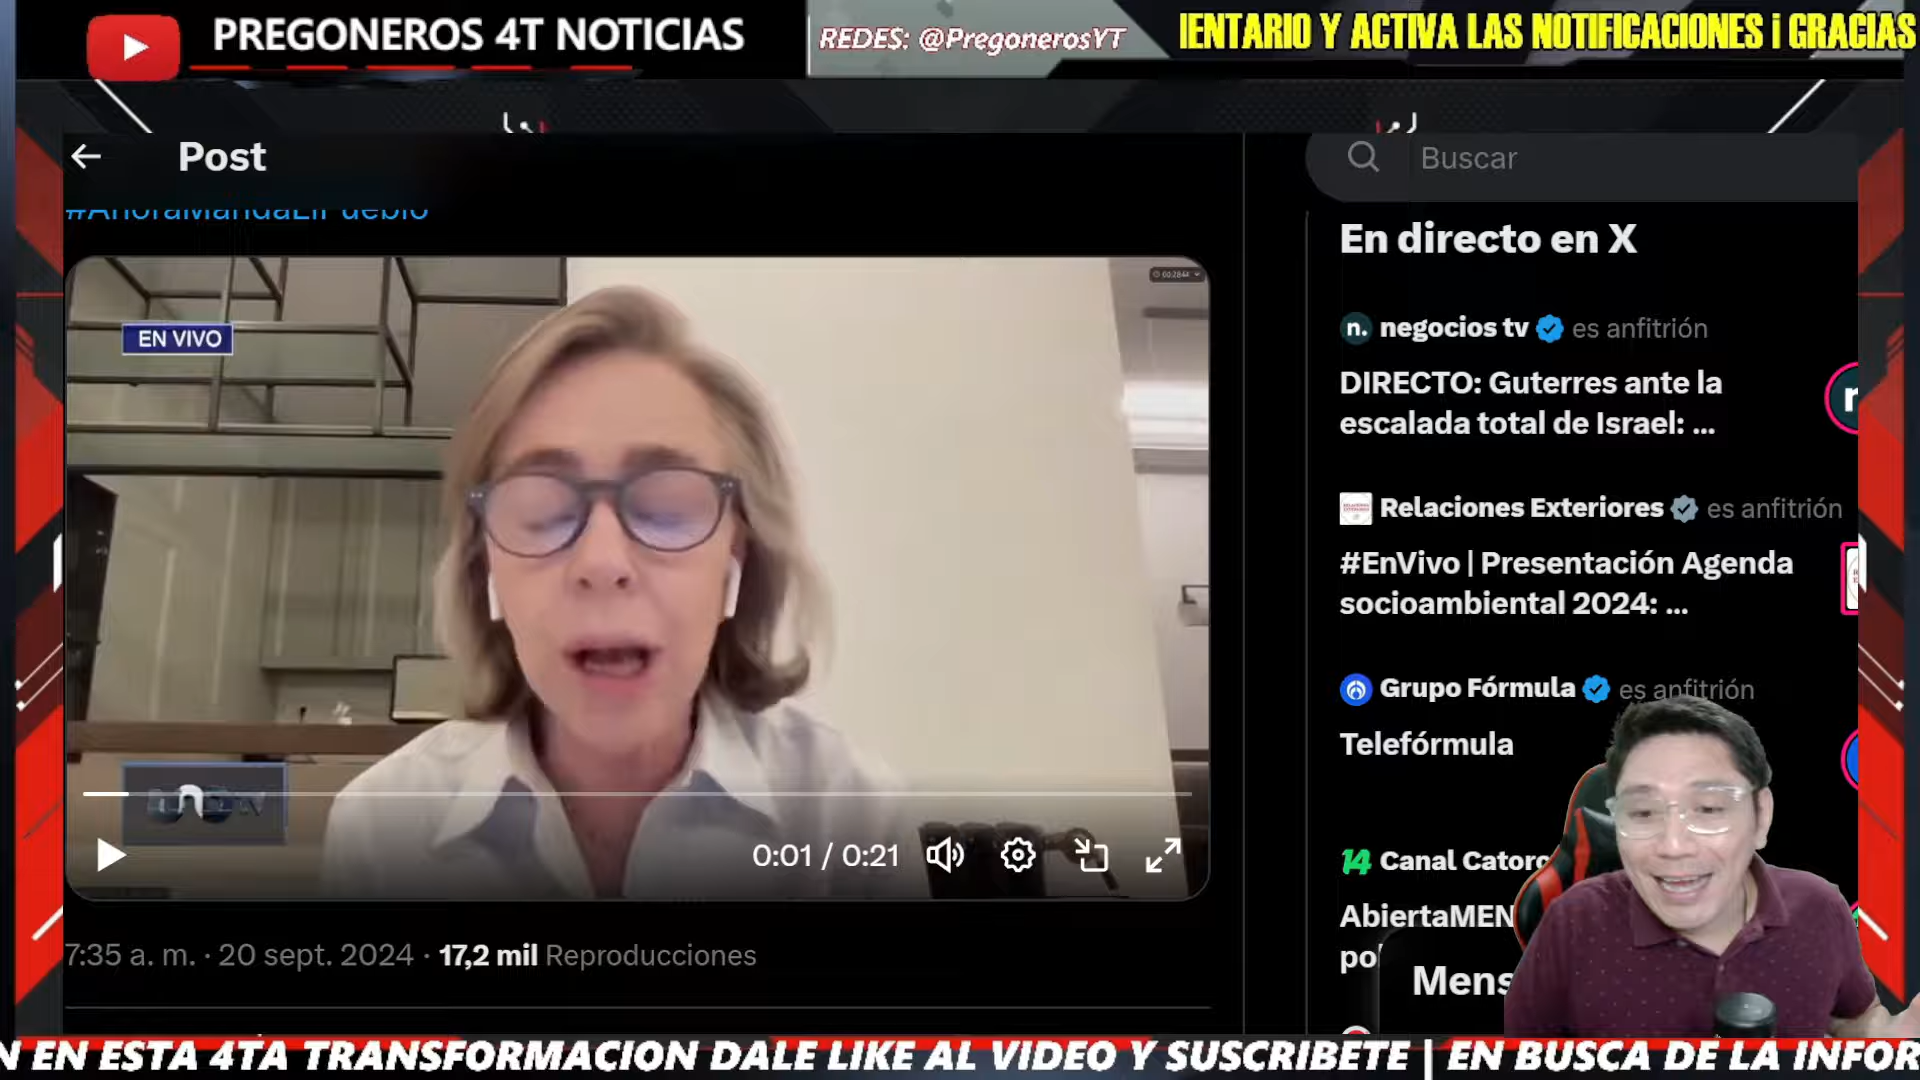 PREGONEROS 4T NOTICIAS
REDES: @PregonerosYT
IENTARIO Y ACTIVA LAS NOTIFICACIONES ¡ GRACIAS
Post
#AhoraMandaElPueblo
EN VIVO
0:01 / 0:21
7:35 a. m. · 20 sept. 2024 · 17,2 mil Reproducciones
Buscar
En directo en X
n. negocios tv es anfitrión
DIRECTO: Guterres ante la
escalada total de Israel: ...
Relaciones Exteriores es anfitrión
#EnVivo | Presentación Agenda
socioambiental 2024: ...
Grupo Fórmula es anfitrión
Telefórmula
14 Canal Catorc
AbiertaMEN
pol
Mens
N EN ESTA 4TA TRANSFORMACION DALE LIKE AL VIDEO Y SUSCRIBETE | EN BUSCA DE LA INFOR